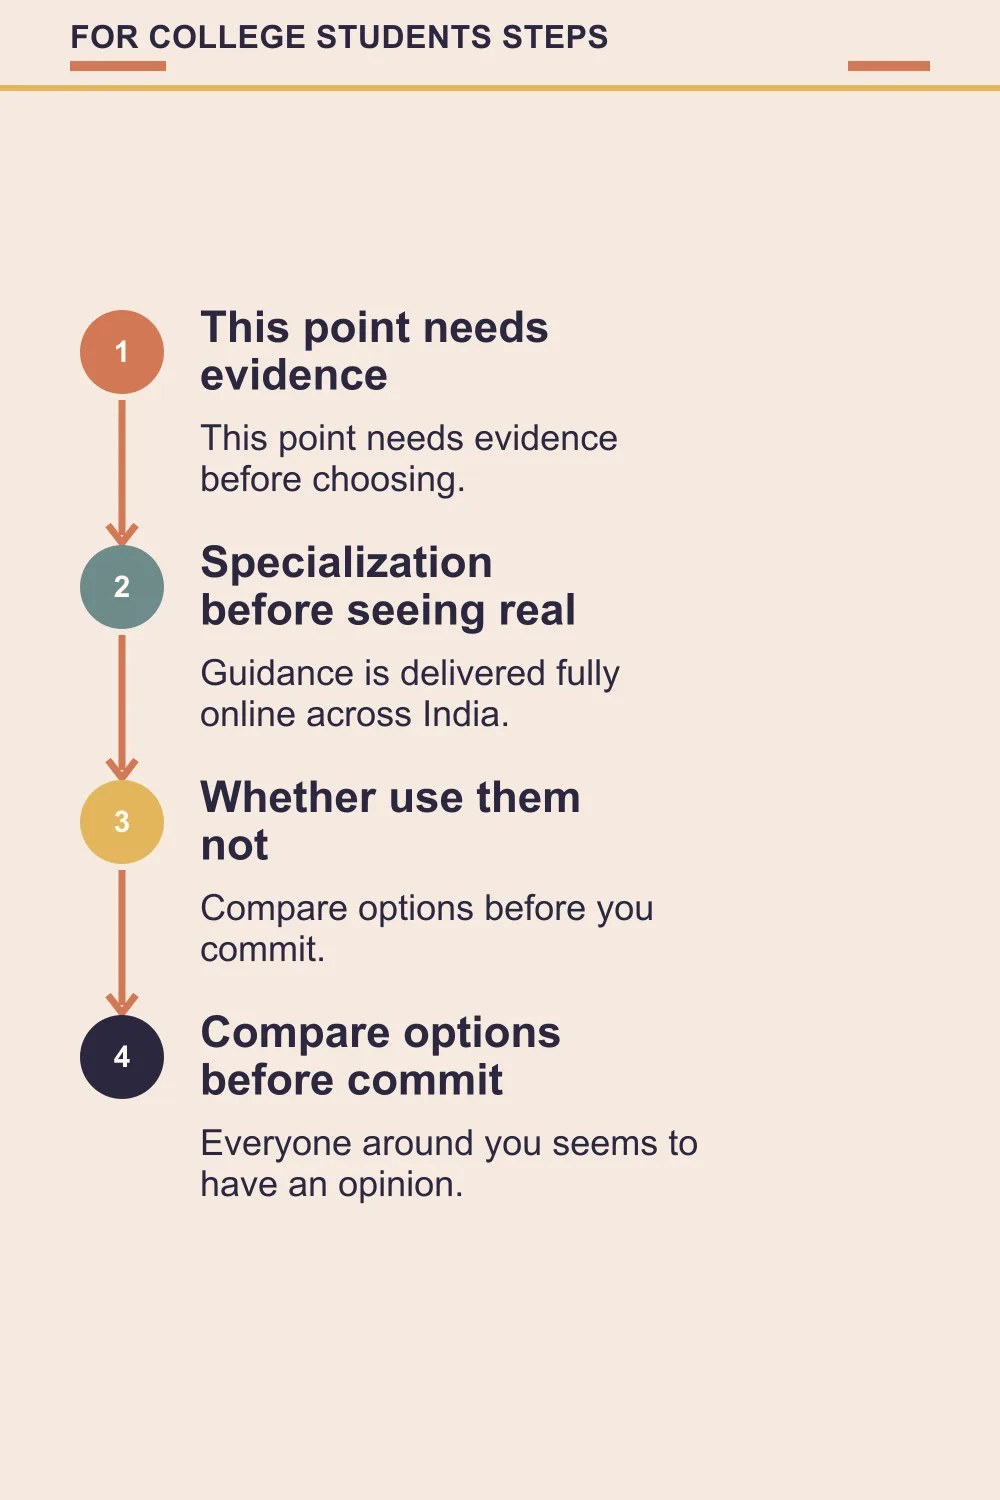 FOR COLLEGE STUDENTS STEPS
1
This point needs
evidence
This point needs evidence
before choosing.
2
Specialization
before seeing real
Guidance is delivered fully
online across India.
3
Whether use them
not
Compare options before you
commit.
4
Compare options
before commit
Everyone around you seems to
have an opinion.